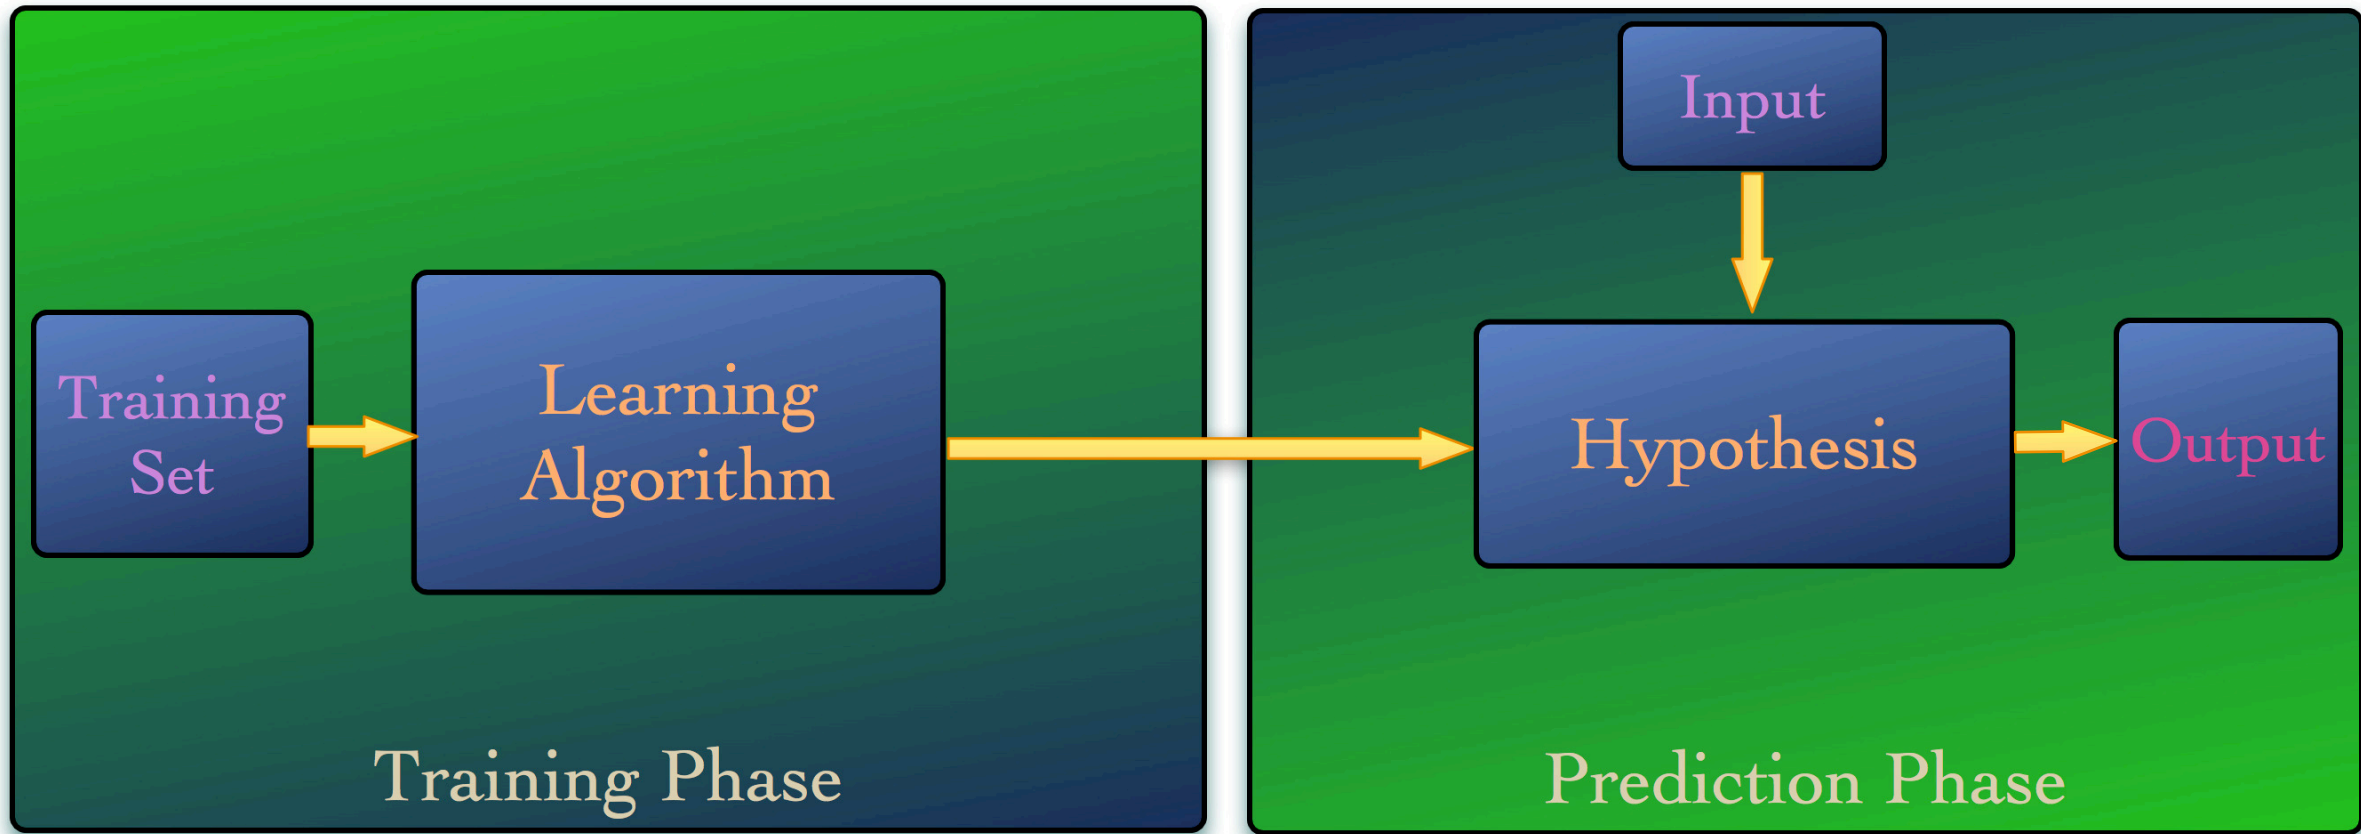 Training
Set
Learning
Algorithm
Training Phase
Input
Hypothesis
Output
Prediction Phase